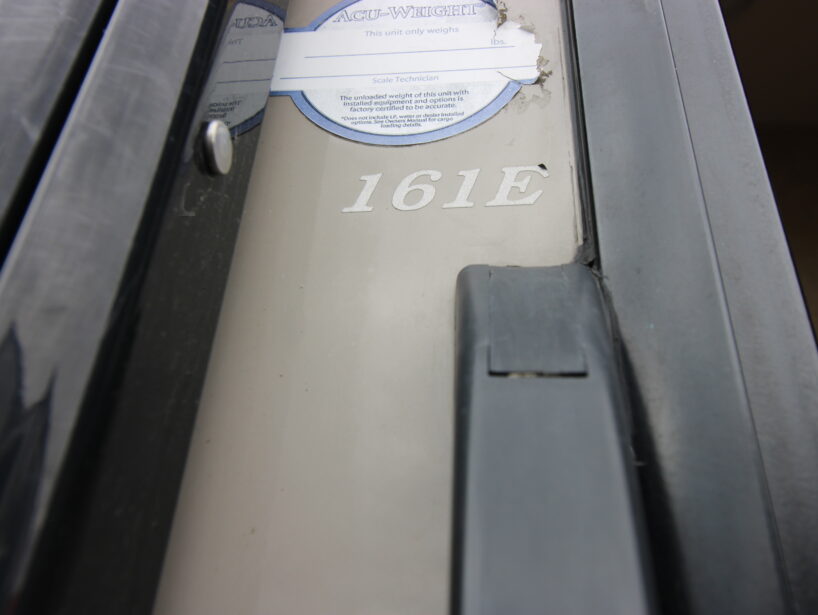 ACU-WEIGHT
This unit only weighs
lbs.
Scale Technician
The unloaded weight of this unit with
installed equipment and options is
factory certified to be accurate.
*Does not include LP, water or dealer installed
options. See Owners Manual for cargo
loading details.
161E